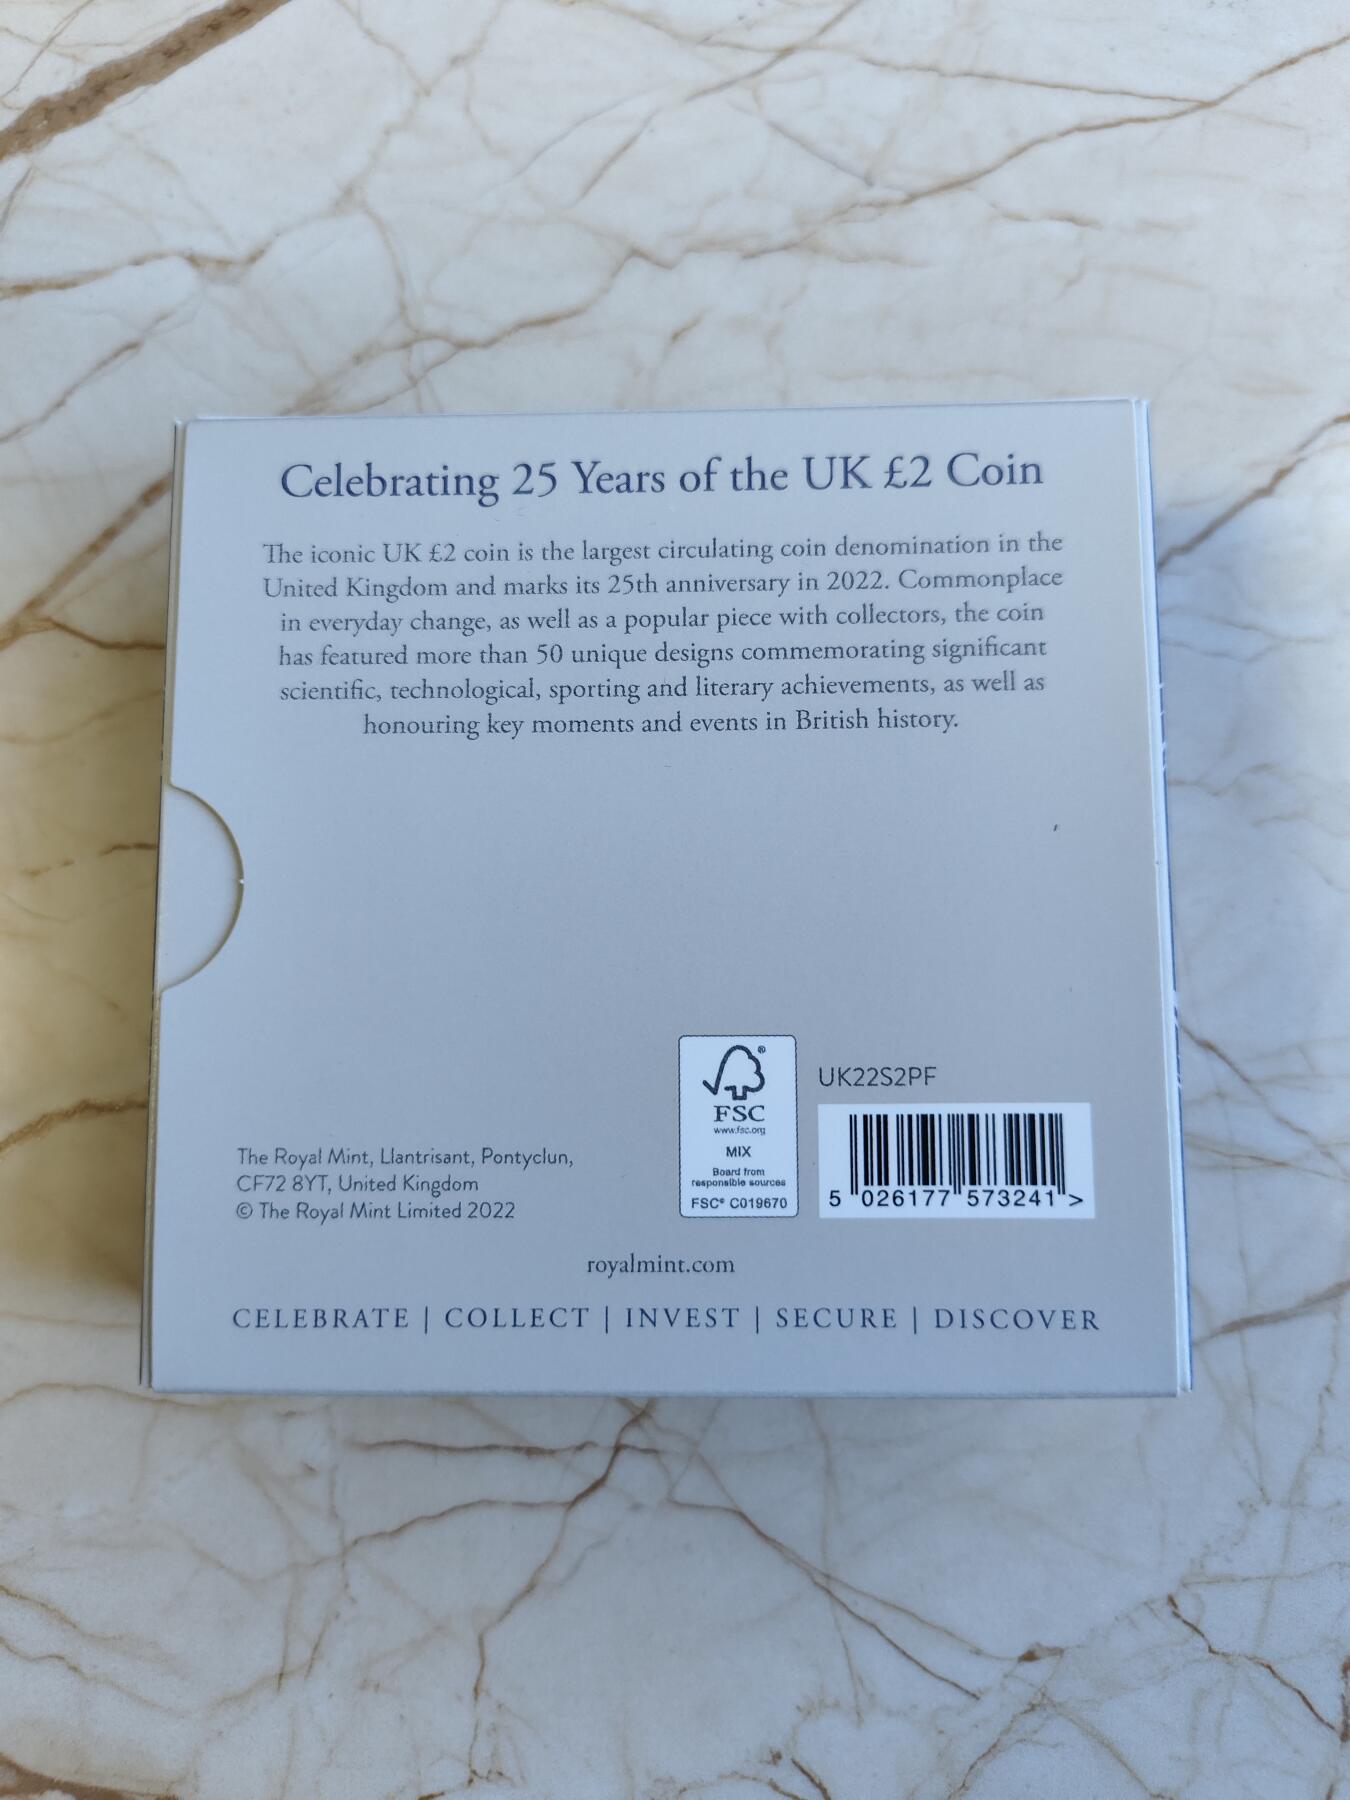 Celebrating 25 Years of the UK £2 Coin
The iconic UK £2 coin is the largest circulating coin denomination in the
United Kingdom and marks its 25th anniversary in 2022. Commonplace
in everyday change, as well as a popular piece with collectors, the coin
has featured more than 50 unique designs commemorating significant
scientific, technological, sporting and literary achievements, as well as
honouring key moments and events in British history.
The Royal Mint, Llantrisant, Pontyclun,
CF72 8YT, United Kingdom
© The Royal Mint Limited 2022
®
FSC
www.fsc.org
MIX
Board from
responsible sources
FSC® C019670
UK22S2PF
5 026177 573241 >
royalmint.com
CELEBRATE | COLLECT | INVEST | SECURE | DISCOVER